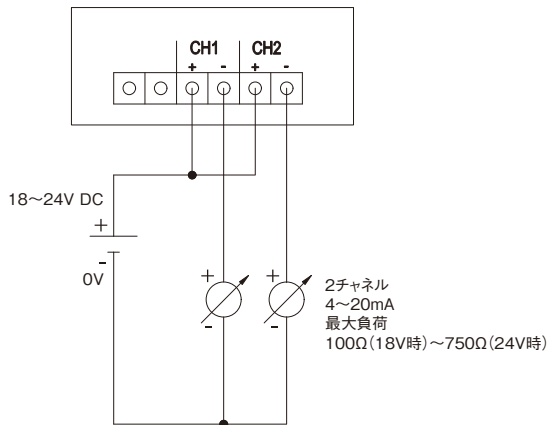 CH1 CH2
+ - + -
18～24V DC
+
-
0V
+ +
- -
2チャネル
4～20mA
最大負荷
100Ω(18V時)～750Ω(24V時)